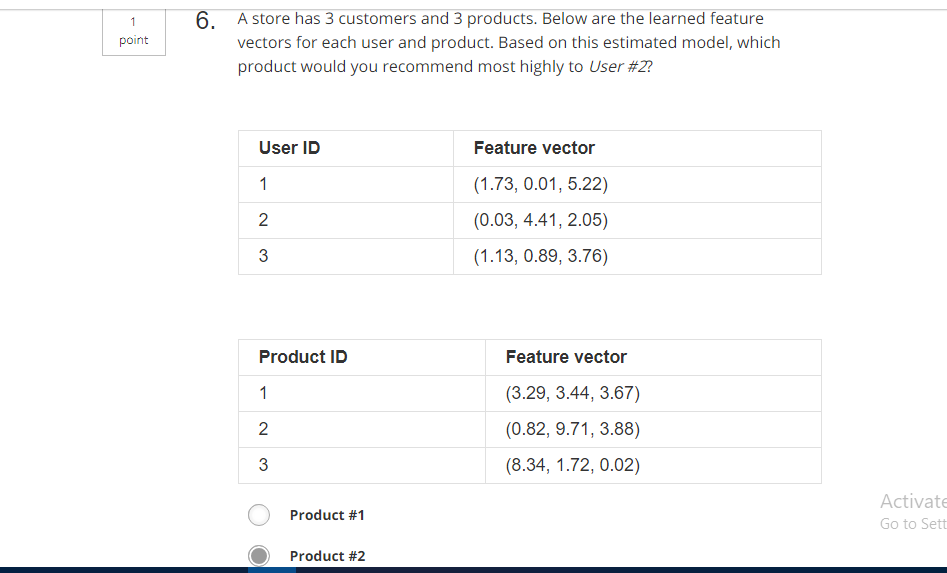 1
point
6.
A store has 3 customers and 3 products. Below are the learned feature
vectors for each user and product. Based on this estimated model, which
product would you recommend most highly to User #2?
User ID Feature vector
1 (1.73, 0.01, 5.22)
2 (0.03, 4.41, 2.05)
3 (1.13, 0.89, 3.76)
Product ID Feature vector
1 (3.29, 3.44, 3.67)
2 (0.82, 9.71, 3.88)
3 (8.34, 1.72, 0.02)
Product #1
Product #2
Activate
Go to Sett